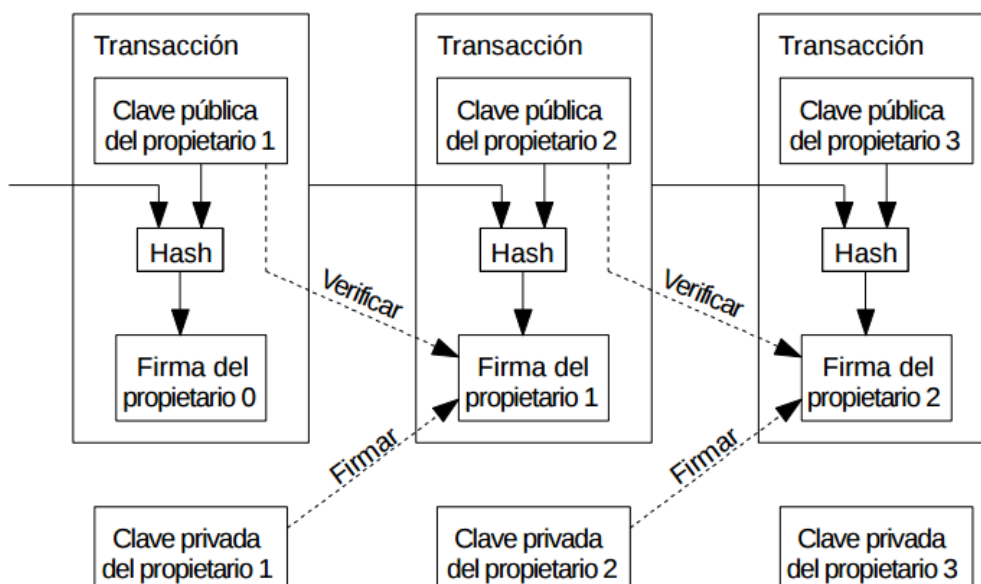 Transacción
Clave pública
del propietario 1
Hash
Firma del
propietario 0
Transacción
Clave pública
del propietario 2
Hash
Verificar
Firma del
propietario 1
Firmar
Transacción
Clave pública
del propietario 3
Hash
Verificar
Firma del
propietario 2
Firmar
Clave privada
del propietario 1
Clave privada
del propietario 2
Clave privada
del propietario 3